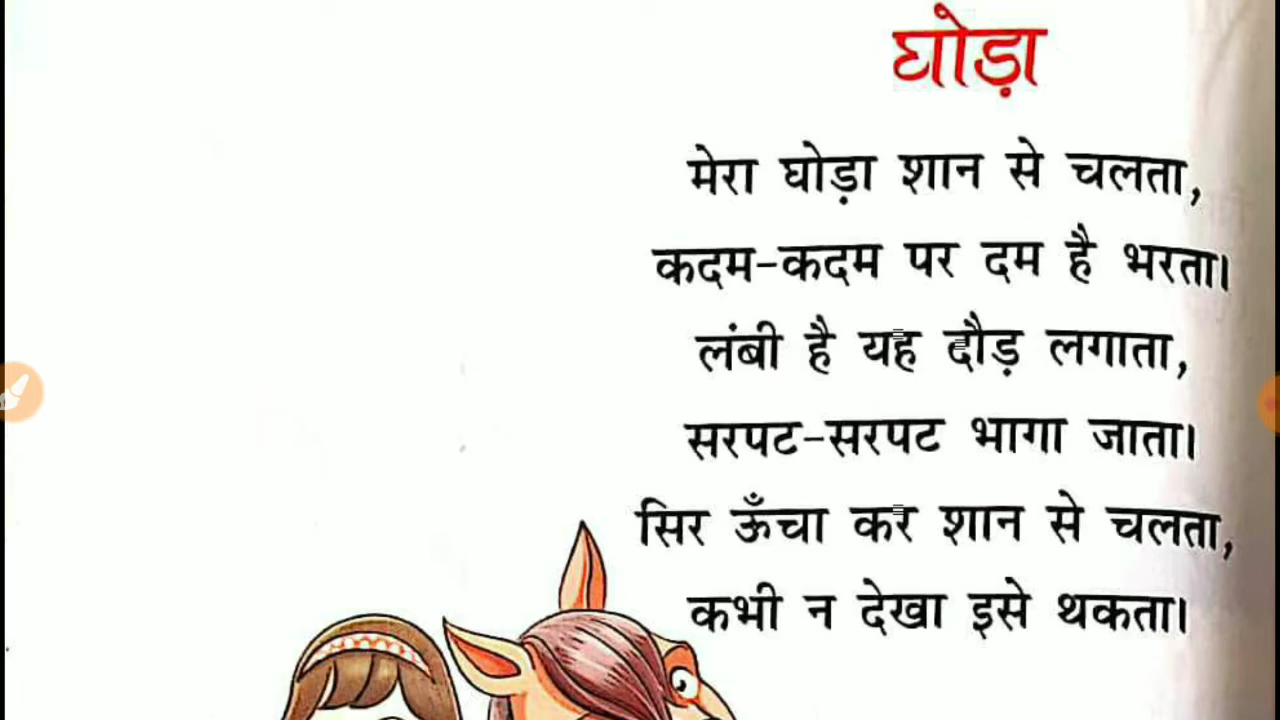 घोड़ा
मेरा घोड़ा शान से चलता,
कदम-कदम पर दम है भरता।
लंबी है यह दौड़ लगाता,
सरपट-सरपट भागा जाता।
सिर ऊँचा कर शान से चलता,
कभी न देखा इसे थकता।